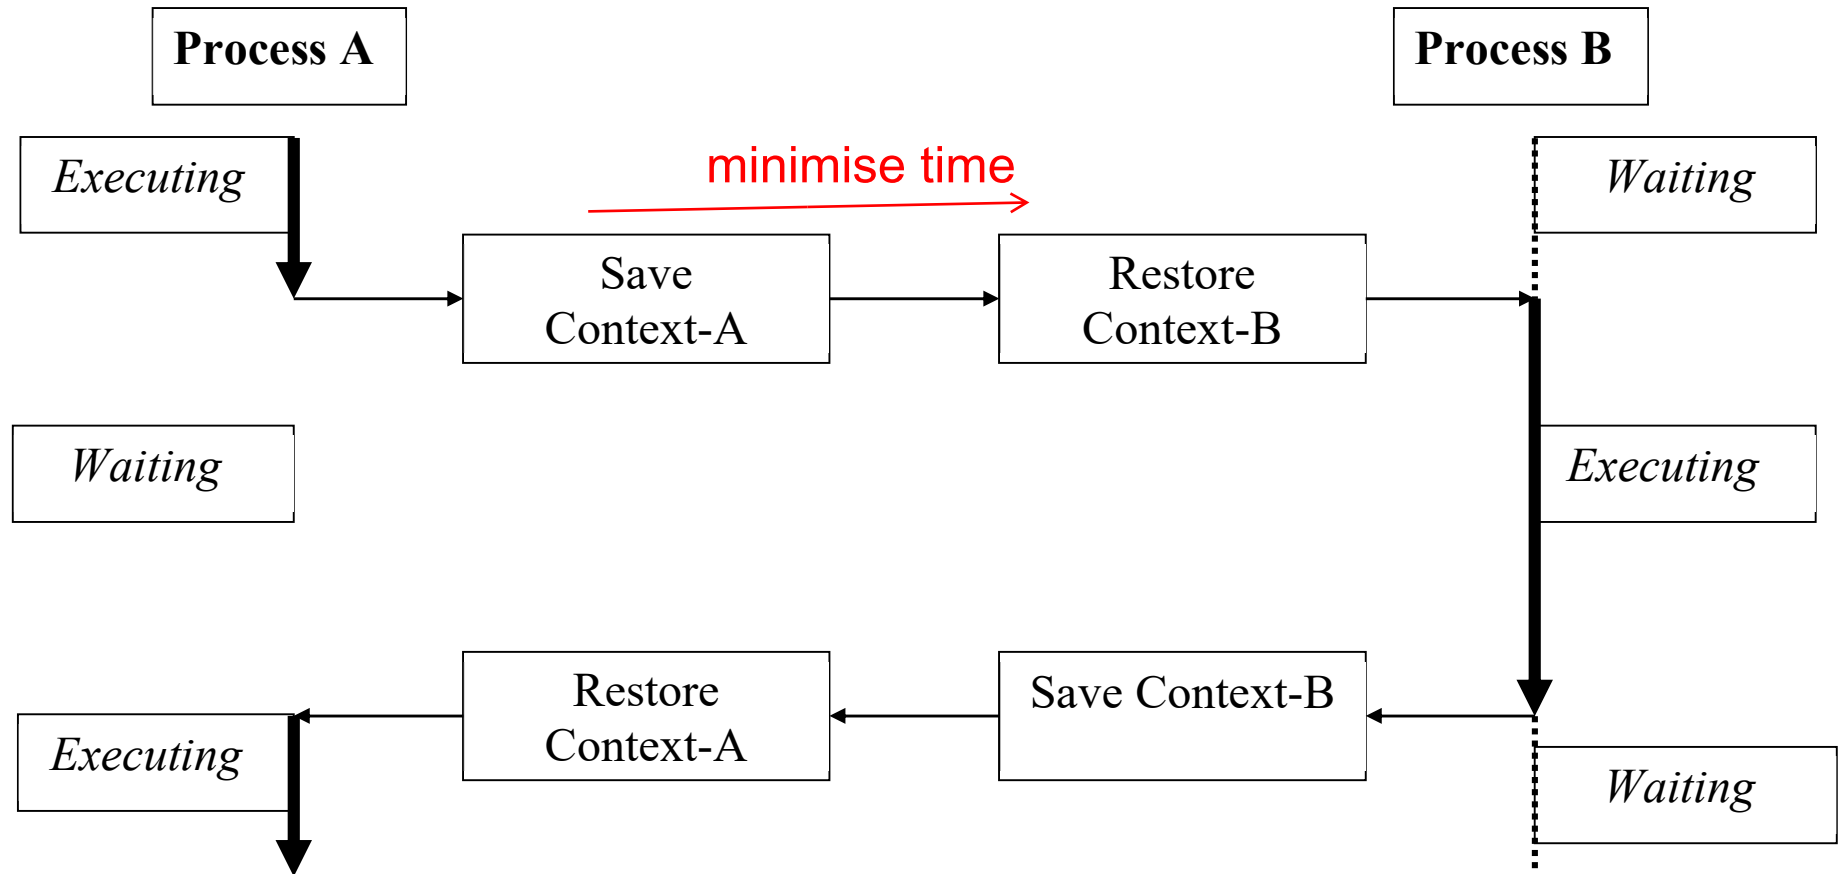 Process A
Process B
Executing
minimise time
Waiting
Save
Context-A
Restore
Context-B
Waiting
Executing
Restore
Context-A
Save Context-B
Executing
Waiting